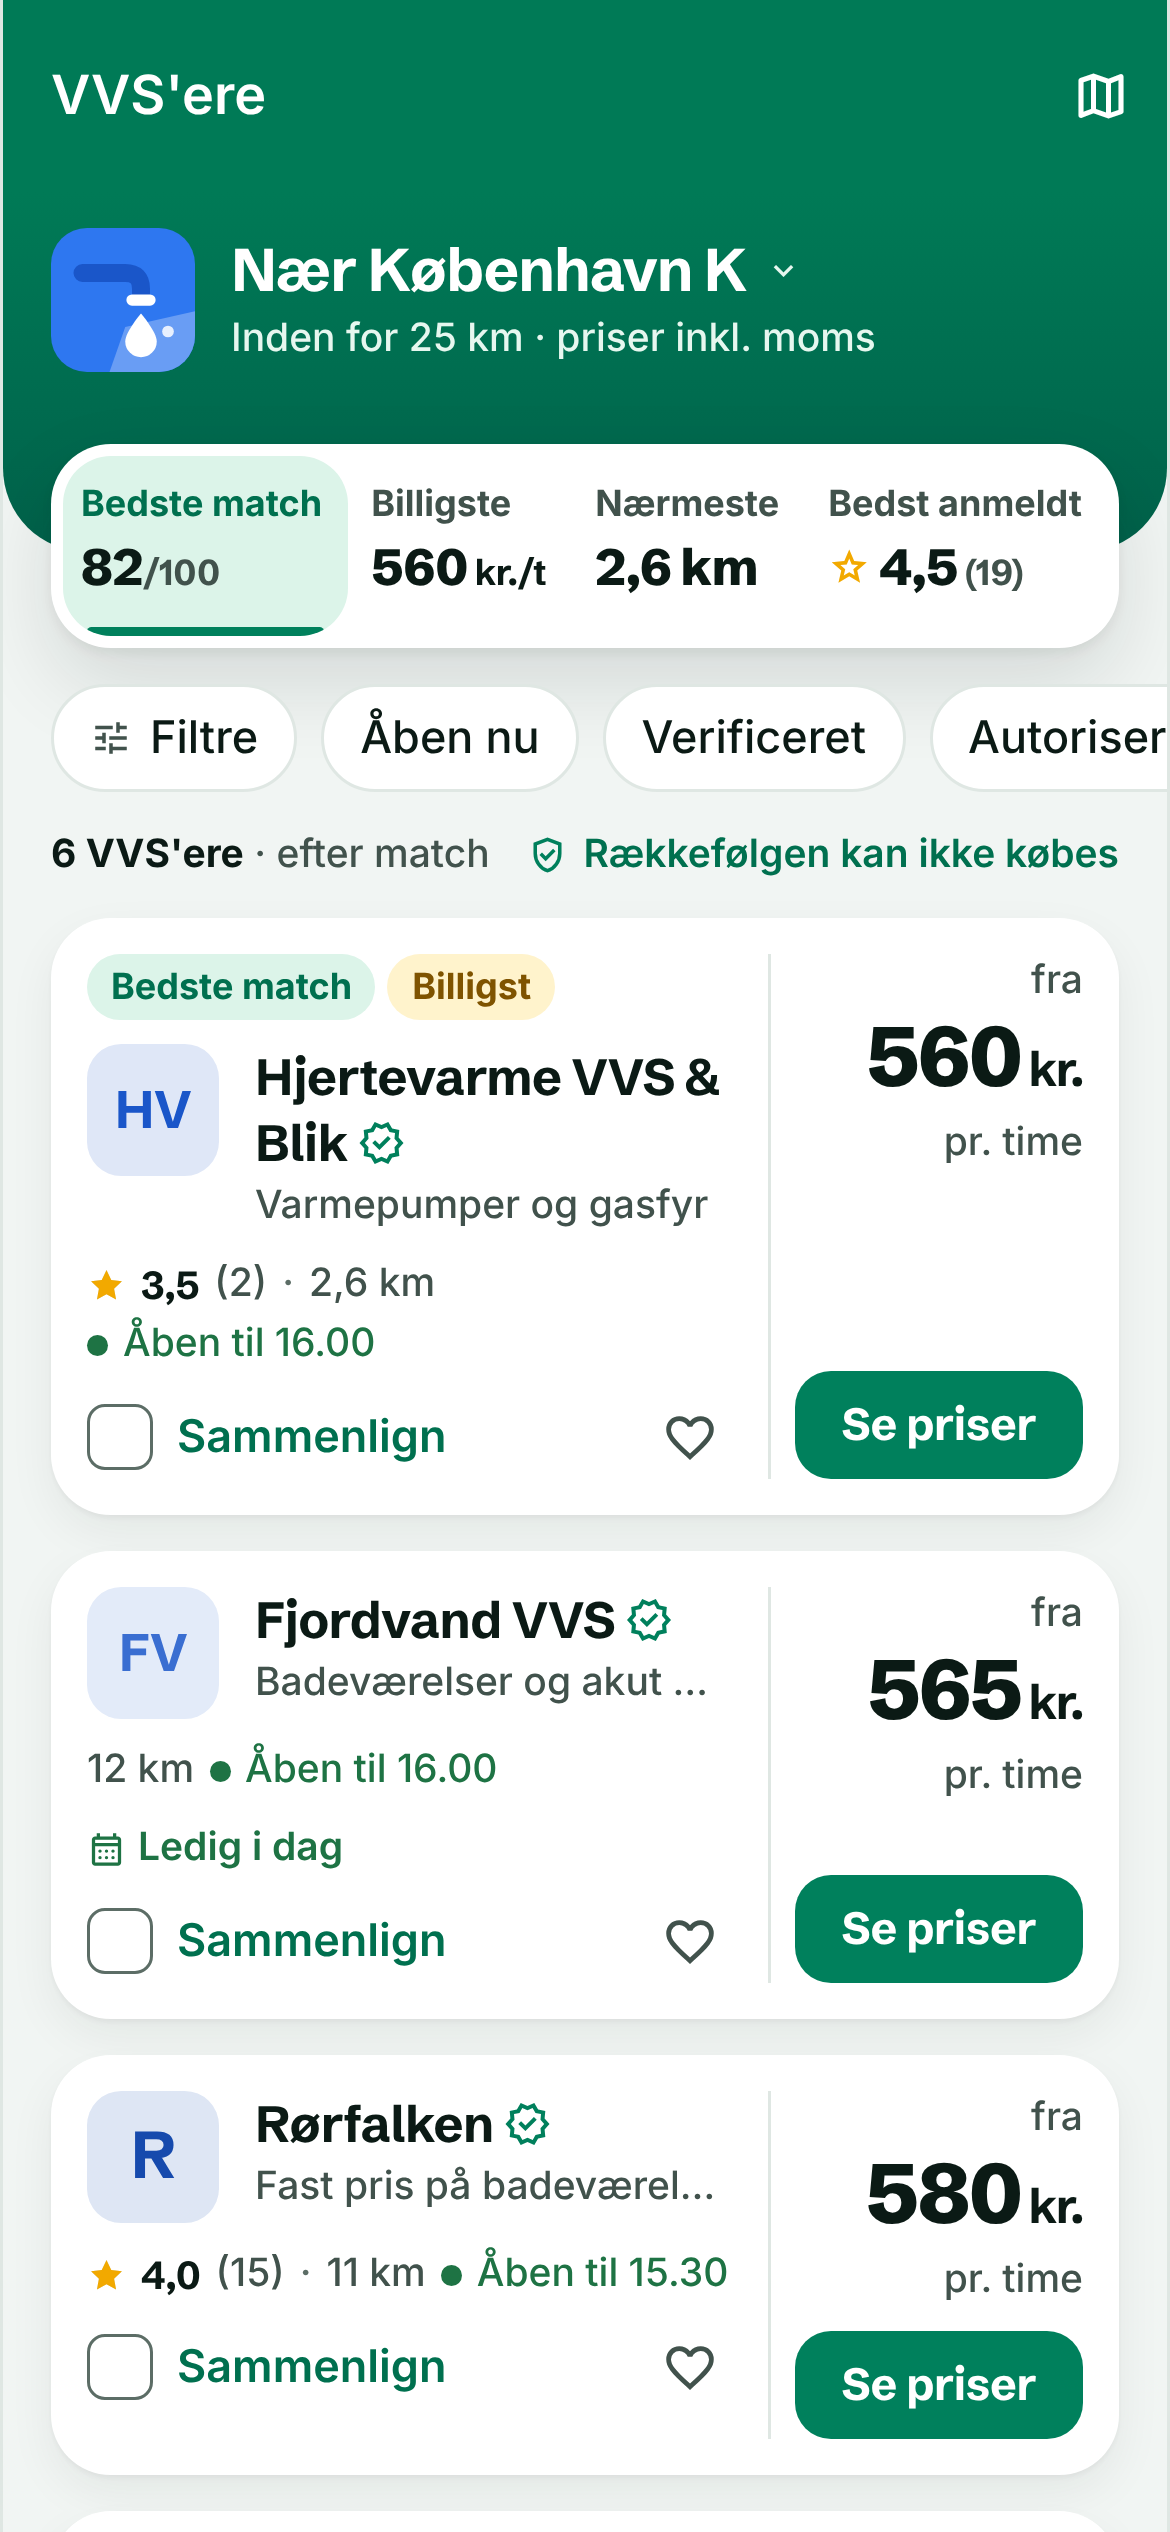 VVS'ere
Nær København K
Inden for 25 km · priser inkl. moms
Bedste match
82/100
Billigste
560 kr./t
Nærmeste
2,6 km
Bedst anmeldt
4,5 (19)
Filtre
Åben nu
Verificeret
Autoriser
6 VVS'ere · efter match
Rækkefølgen kan ikke købes
Bedste match
Billigst
HV
Hjertevarme VVS &
Blik
Varmepumper og gasfyr
3,5 (2) · 2,6 km
Åben til 16.00
Sammenlign
fra
560 kr.
pr. time
Se priser
FV
Fjordvand VVS
Badeværelser og akut ...
12 km
Åben til 16.00
Ledig i dag
Sammenlign
fra
565 kr.
pr. time
Se priser
R
Rørfalken
Fast pris på badeværel...
4,0 (15) · 11 km
Åben til 15.30
Sammenlign
fra
580 kr.
pr. time
Se priser